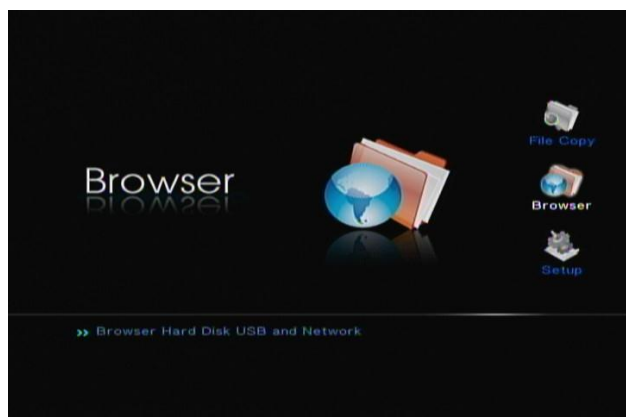 Browser
File Copy
Browser
Setup
>> Browser Hard Disk USB and Network